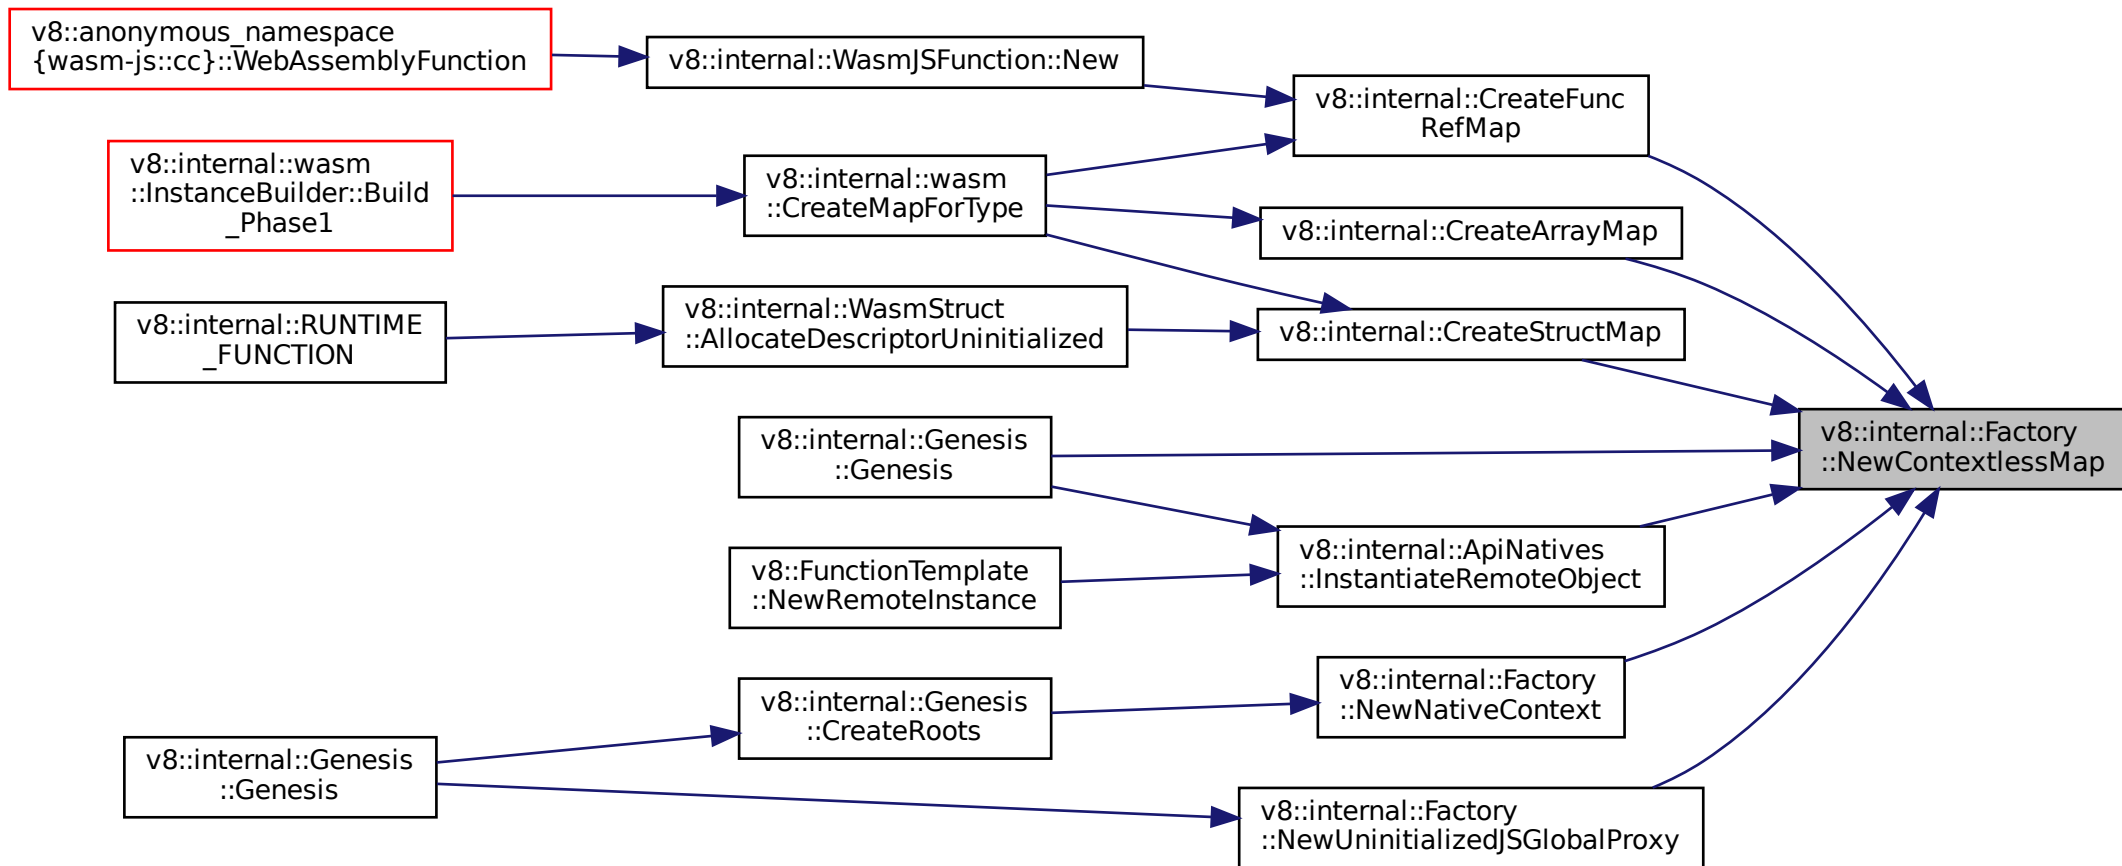 v8::anonymous_namespace
{wasm-js::cc}::WebAssemblyFunction
v8::internal::WasmJSFunction::New
v8::internal::CreateFunc
RefMap
v8::internal::wasm
::InstanceBuilder::Build
_Phase1
v8::internal::wasm
::CreateMapForType
v8::internal::CreateArrayMap
v8::internal::RUNTIME
_FUNCTION
v8::internal::WasmStruct
::AllocateDescriptorUninitialized
v8::internal::CreateStructMap
v8::internal::Factory
::NewContextlessMap
v8::internal::Genesis
::Genesis
v8::FunctionTemplate
::NewRemoteInstance
v8::internal::ApiNatives
::InstantiateRemoteObject
v8::internal::Genesis
::CreateRoots
v8::internal::Factory
::NewNativeContext
v8::internal::Genesis
::Genesis
v8::internal::Factory
::NewUninitializedJSGlobalProxy